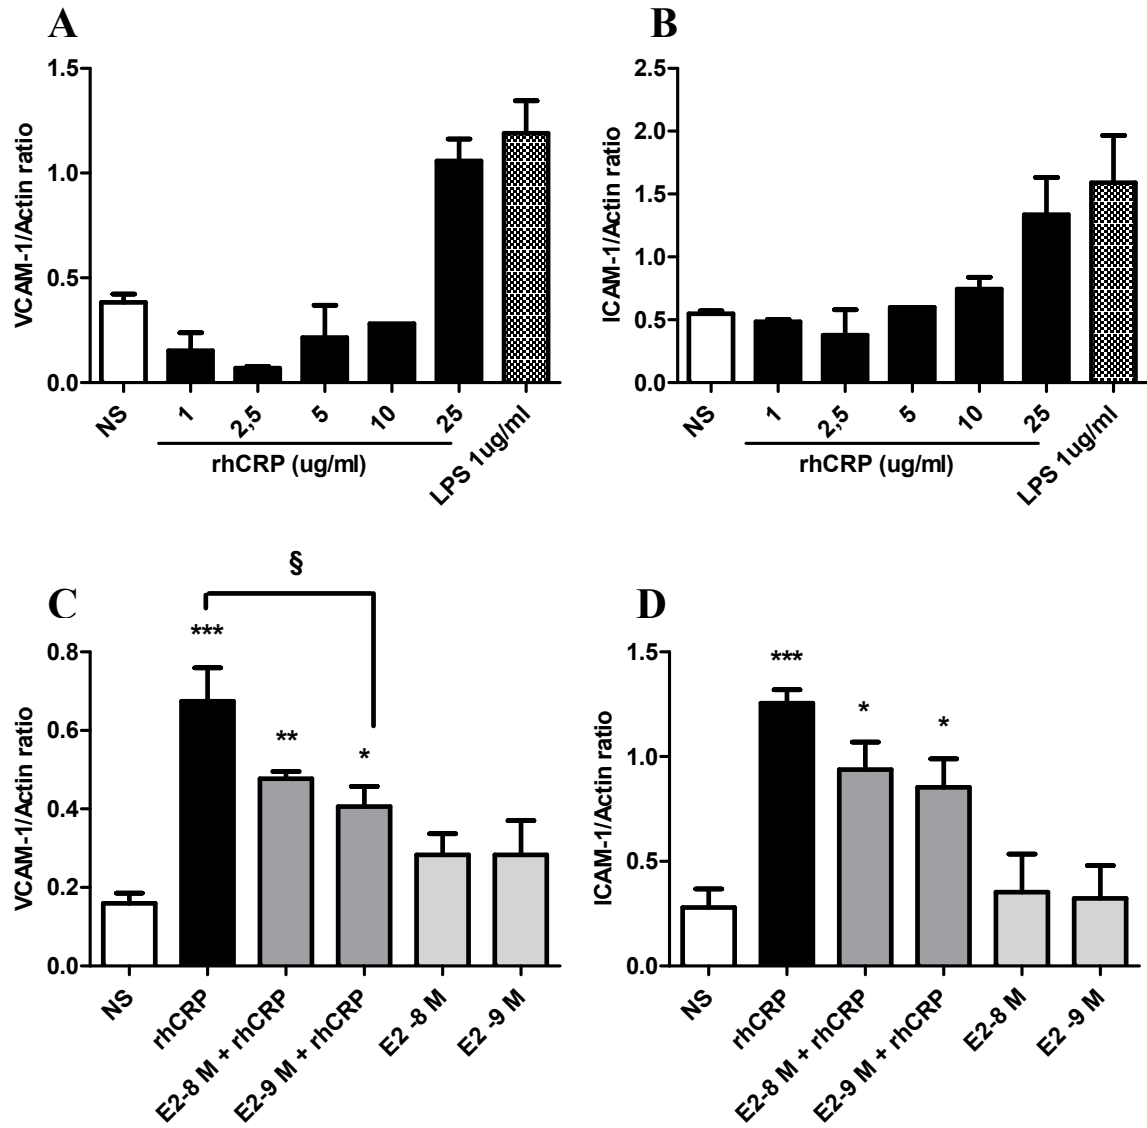 A
VCAM-1/Actin ratio
1.5
1.0
0.5
0.0
NS
1
2,5
5
10
25
LPS 1ug/ml
rhCRP (ug/ml)
B
ICAM-1/Actin ratio
2.5
2.0
1.5
1.0
0.5
0.0
NS
1
2,5
5
10
25
LPS 1ug/ml
rhCRP (ug/ml)
C
§
VCAM-1/Actin ratio
0.8
0.6
0.4
0.2
0.0
***
**
*
NS
rhCRP
E2-8 M + rhCRP
E2-9 M + rhCRP
E2-8 M
E2 -9 M
D
ICAM-1/Actin ratio
1.5
1.0
0.5
0.0
***
*
*
NS
rhCRP
E2-8 M + rhCRP
E2-9 M + rhCRP
E2-8 M
E2 -9 M